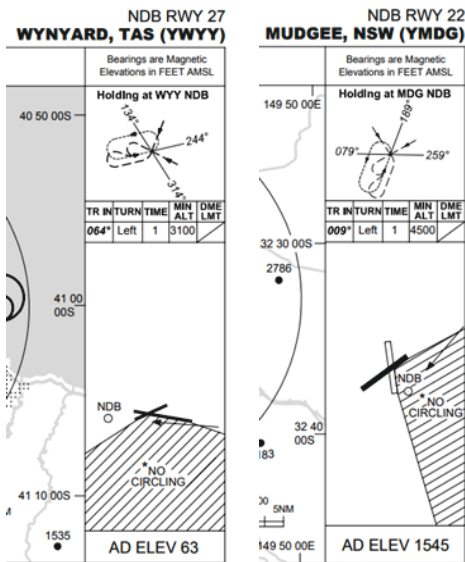 NDB RWY 27
WYNYARD, TAS (YWYY)
Bearings are Magnetic
Elevations in FEET AMSL
Holding at WYY NDB
40 50 00S
134°
244°
314°
TR IN TURN TIME MIN ALT DME LMT
064° Left 1 3100
41 00
00S
NDB
*NO
CIRCLING
41 10 00S
M
1535
AD ELEV 63
NDB RWY 22
MUDGEE, NSW (YMDG)
Bearings are Magnetic
Elevations in FEET AMSL
149 50 00E
Holding at MDG NDB
189°
079°
259°
TR IN TURN TIME MIN ALT DME LMT
009° Left 1 4500
32 30 00S
2786
NDB
*NO
CIRCLING
32 40
00S
183
00
5NM
149 50 00E
AD ELEV 1545